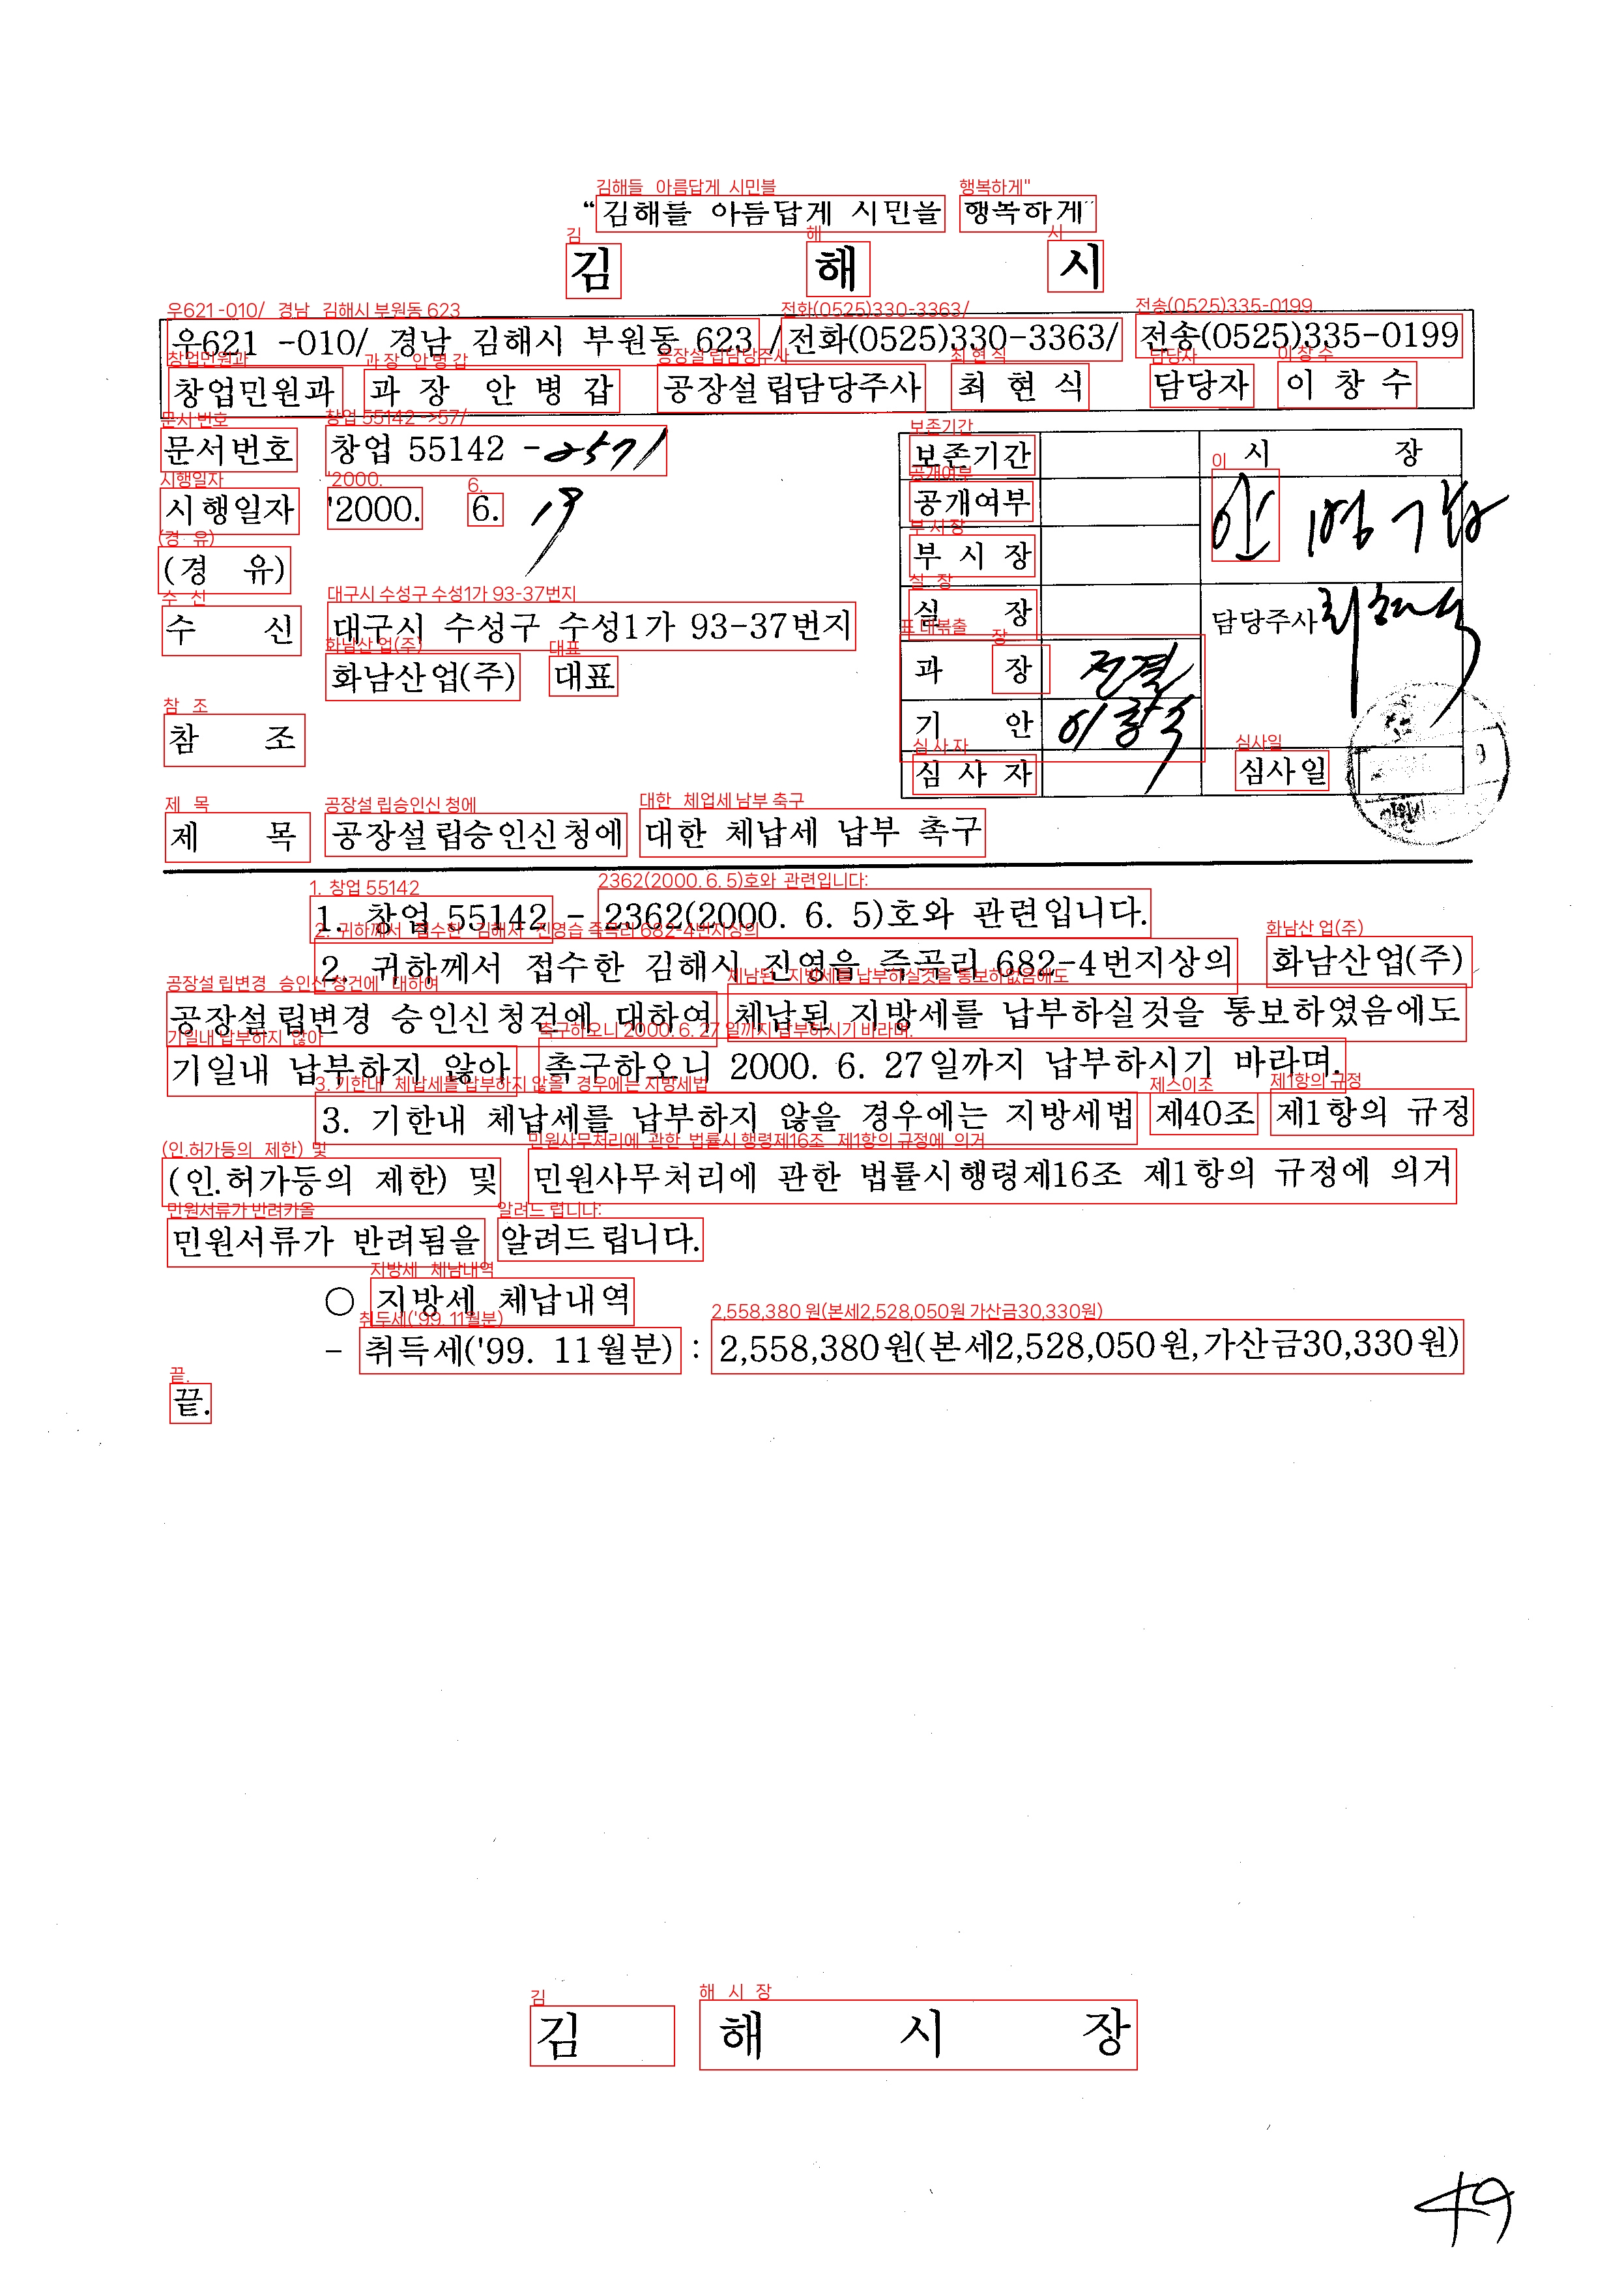 “김해를 아름답게 시민을 행복하게”
김 해 시
우621 -010/ 경남 김해시 부원동 623 /전화(0525)330-3363/ 전송(0525)335-0199
창업민원과 과 장 안 병 갑 공장설립담당주사 최 현 식 담당자 이 창 수
문서번호 창업 55142 -2571
시행일자 '2000. 6. 19
(경 유)
수 신 대구시 수성구 수성1가 93-37번지
화남산업(주) 대표
참 조
보존기간 시 장
공개여부
부 시 장
실 장 담당주사
과 장 전결
기 안 이창수
심 사 자 심사일
제 목 공장설립승인신청에 대한 체납세 납부 촉구
1. 창업 55142 - 2362(2000. 6. 5)호와 관련입니다.
2. 귀하께서 접수한 김해시 진영읍 죽곡리 682-4번지상의 화남산업(주)
공장설립변경 승인신청건에 대하여 체납된 지방세를 납부하실것을 통보하였음에도
기일내 납부하지 않아 촉구하오니 2000. 6. 27일까지 납부하시기 바라며.
3. 기한내 체납세를 납부하지 않을 경우에는 지방세법 제40조 제1항의 규정
(인.허가등의 제한) 및 민원사무처리에 관한 법률시행령제16조 제1항의 규정에 의거
민원서류가 반려됨을 알려드립니다.
○ 지방세 체납내역
- 취득세('99. 11월분) : 2,558,380원(본세2,528,050원,가산금30,330원)
끝.
김 해 시 장
49